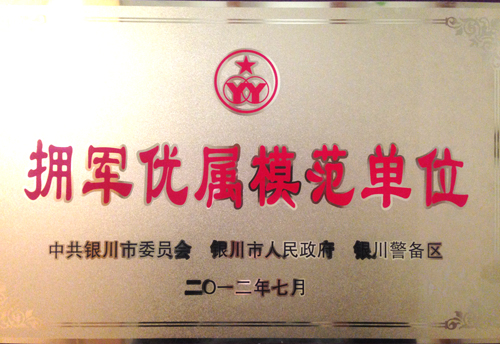 YY
拥军优属模范单位
中共银川市委员会 银川市人民政府 银川警备区
二〇一二年七月